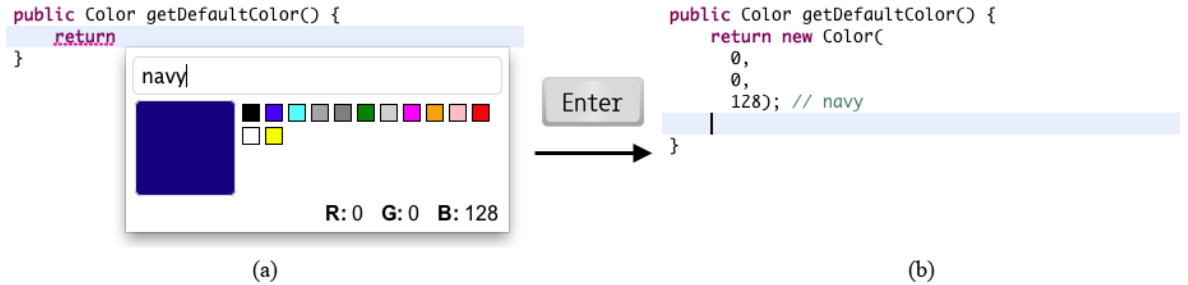 public Color getDefaultColor() {
return
}
navy
R: 0 G: 0 B: 128
(a)
Enter
public Color getDefaultColor() {
return new Color(
0,
0,
128); // navy
}
(b)